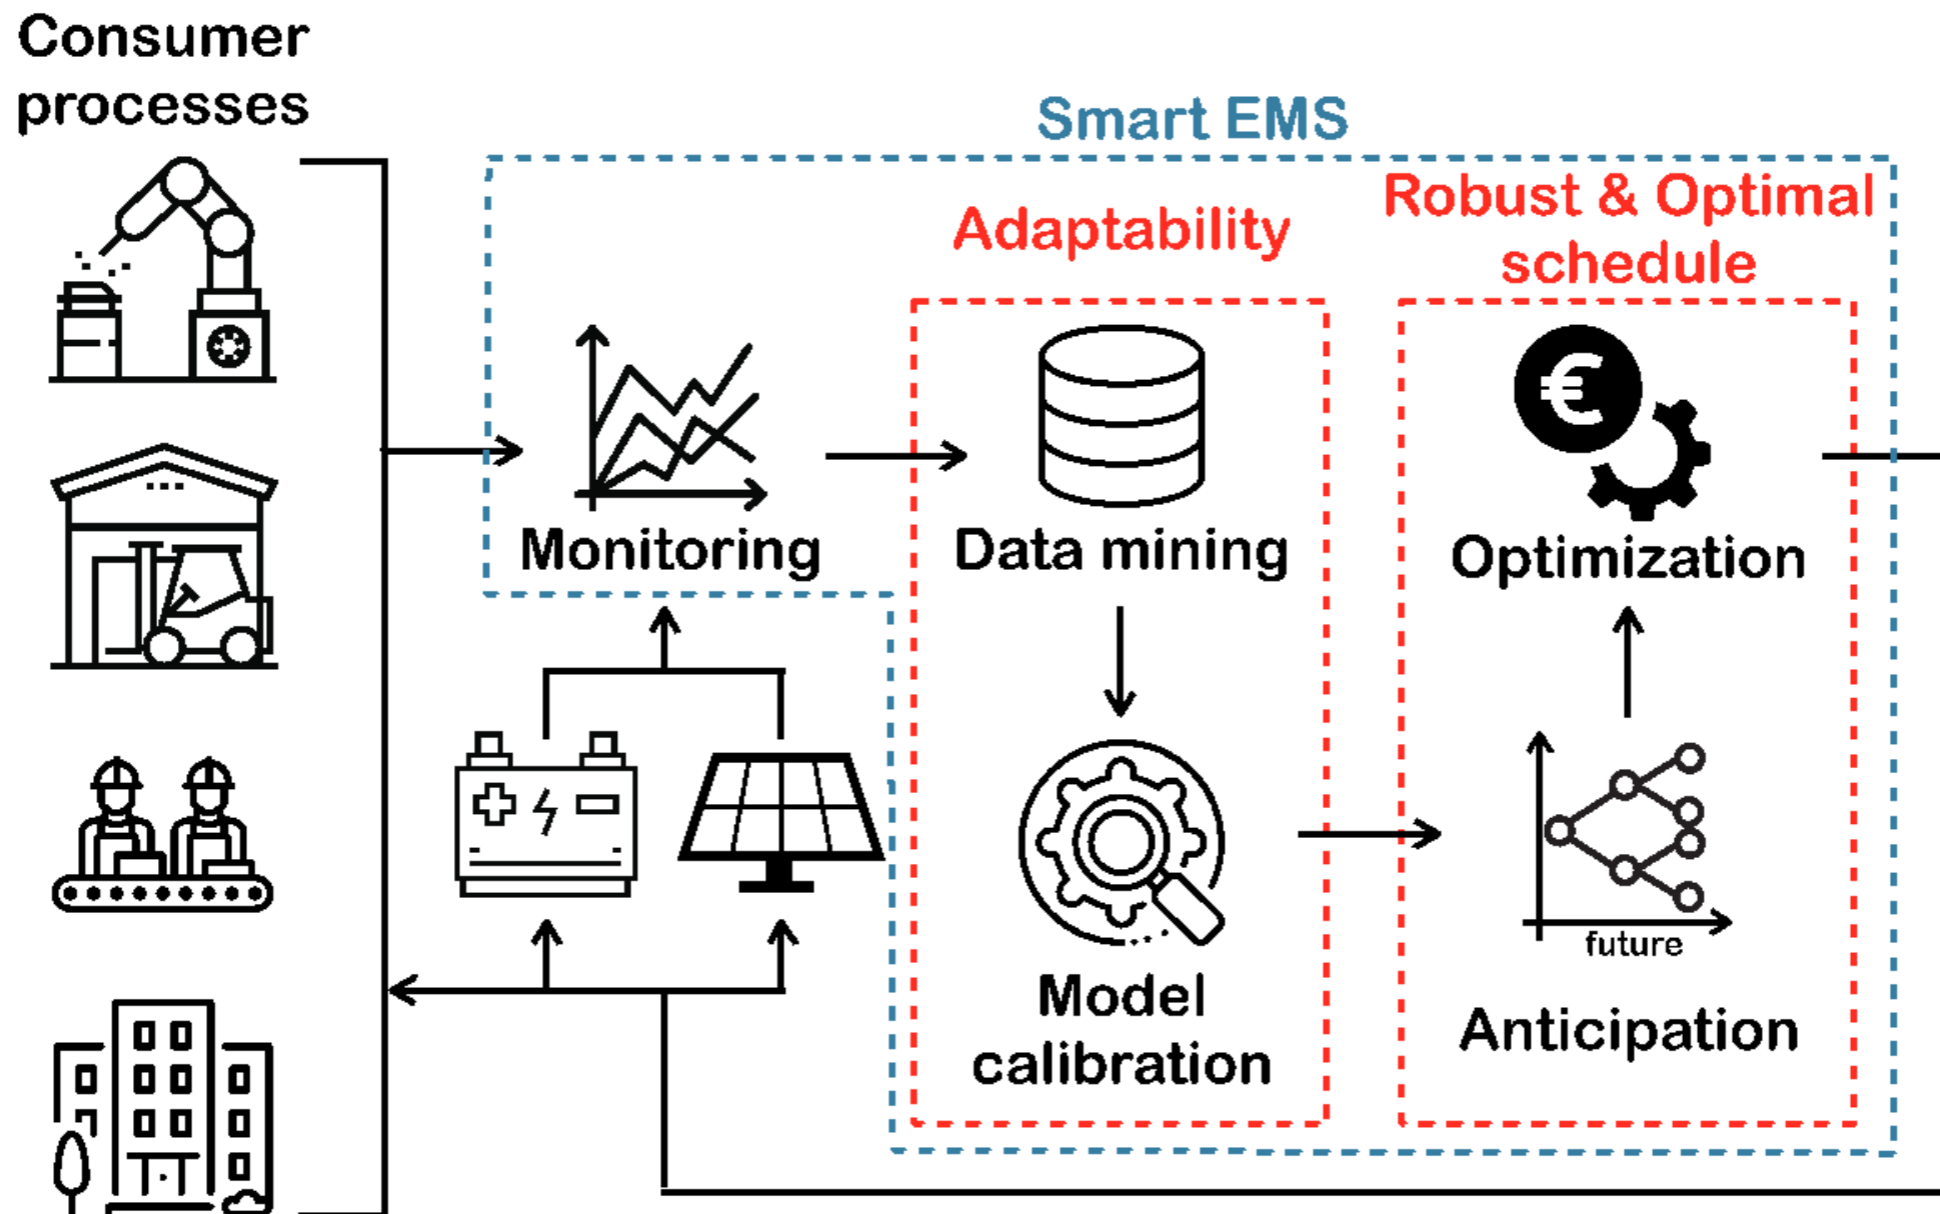 Consumer
processes
Smart EMS
Adaptability
Robust & Optimal
schedule
Monitoring
Data mining
Optimization
future
Model
calibration
Anticipation